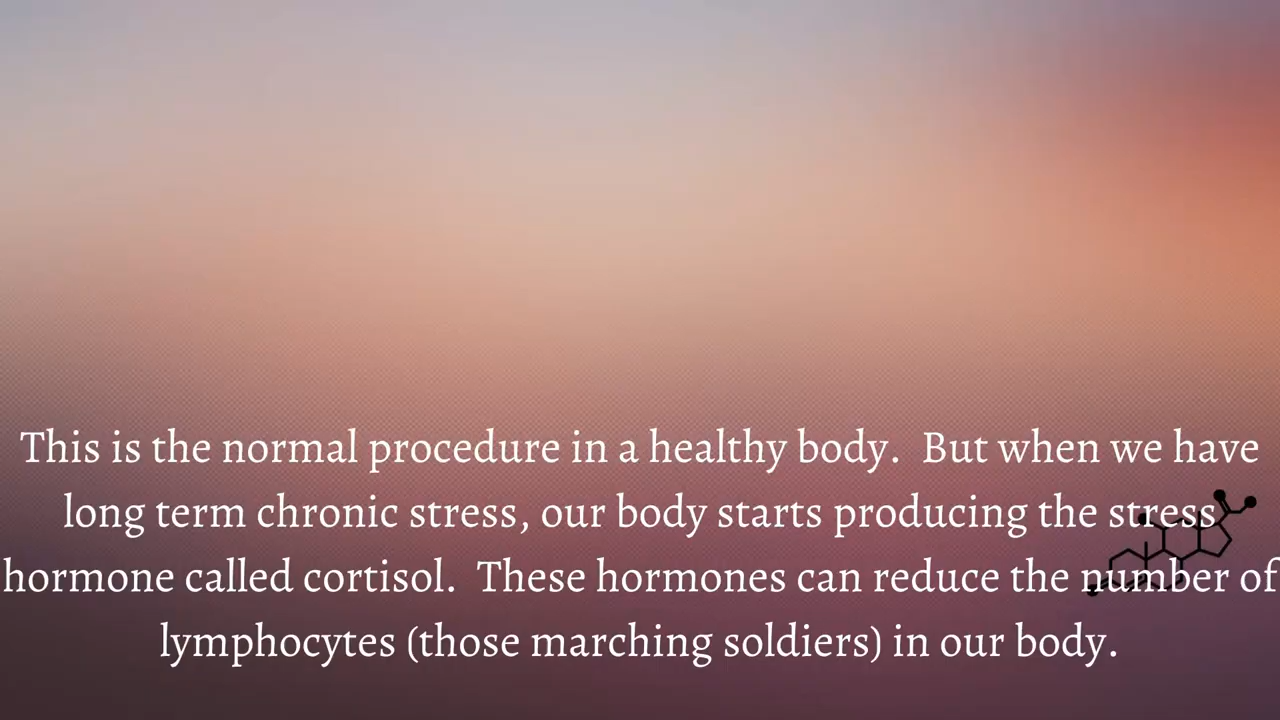 This is the normal procedure in a healthy body.  But when we have
long term chronic stress, our body starts producing the stress
hormone called cortisol.  These hormones can reduce the number of
lymphocytes (those marching soldiers) in our body.